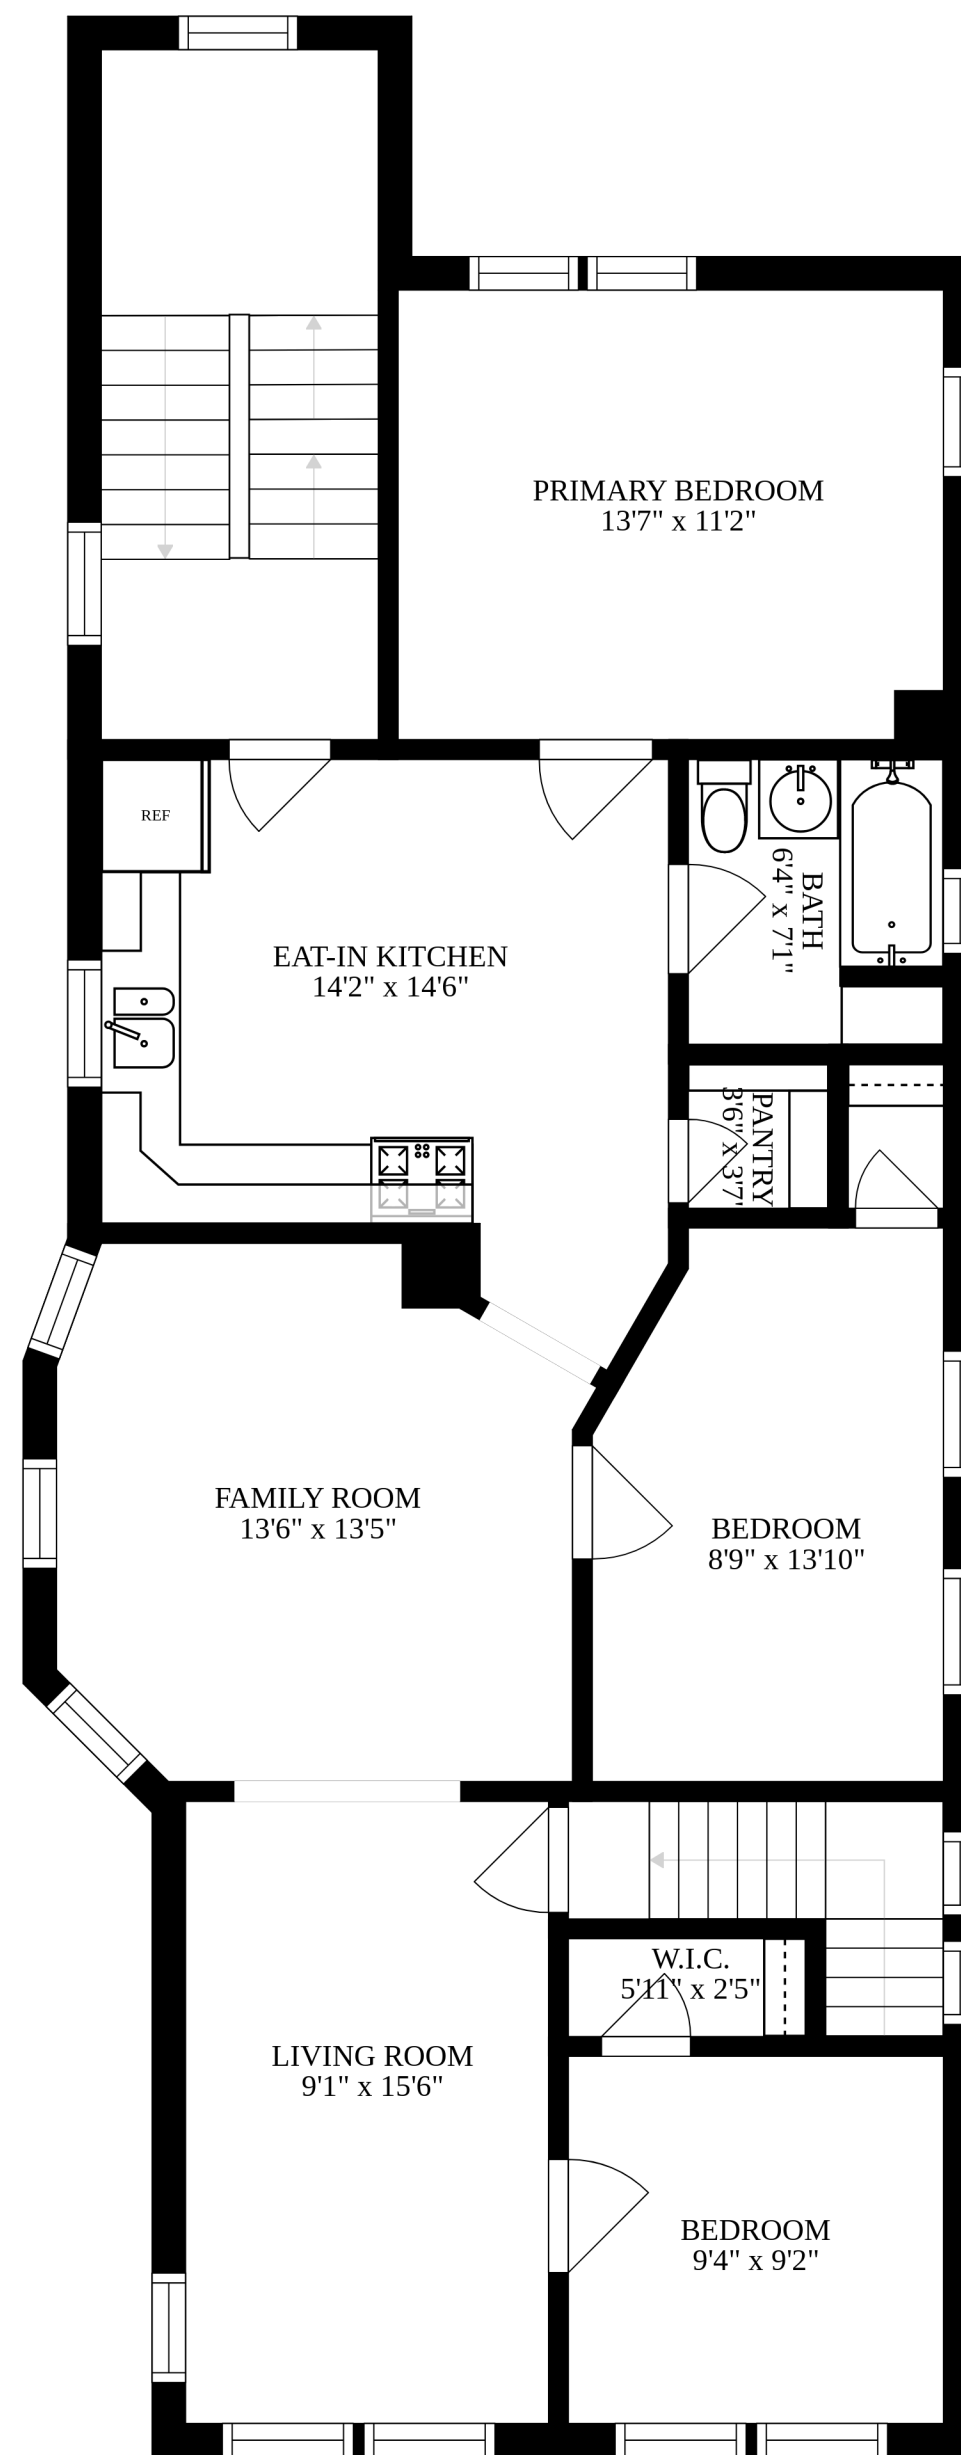 PRIMARY BEDROOM
13'7" x 11'2"
REF
BATH
6'4" x 7'1"
EAT-IN KITCHEN
14'2" x 14'6"
PANTRY
3'6" x 3'7"
FAMILY ROOM
13'6" x 13'5"
BEDROOM
8'9" x 13'10"
W.I.C.
5'11" x 2'5"
LIVING ROOM
9'1" x 15'6"
BEDROOM
9'4" x 9'2"